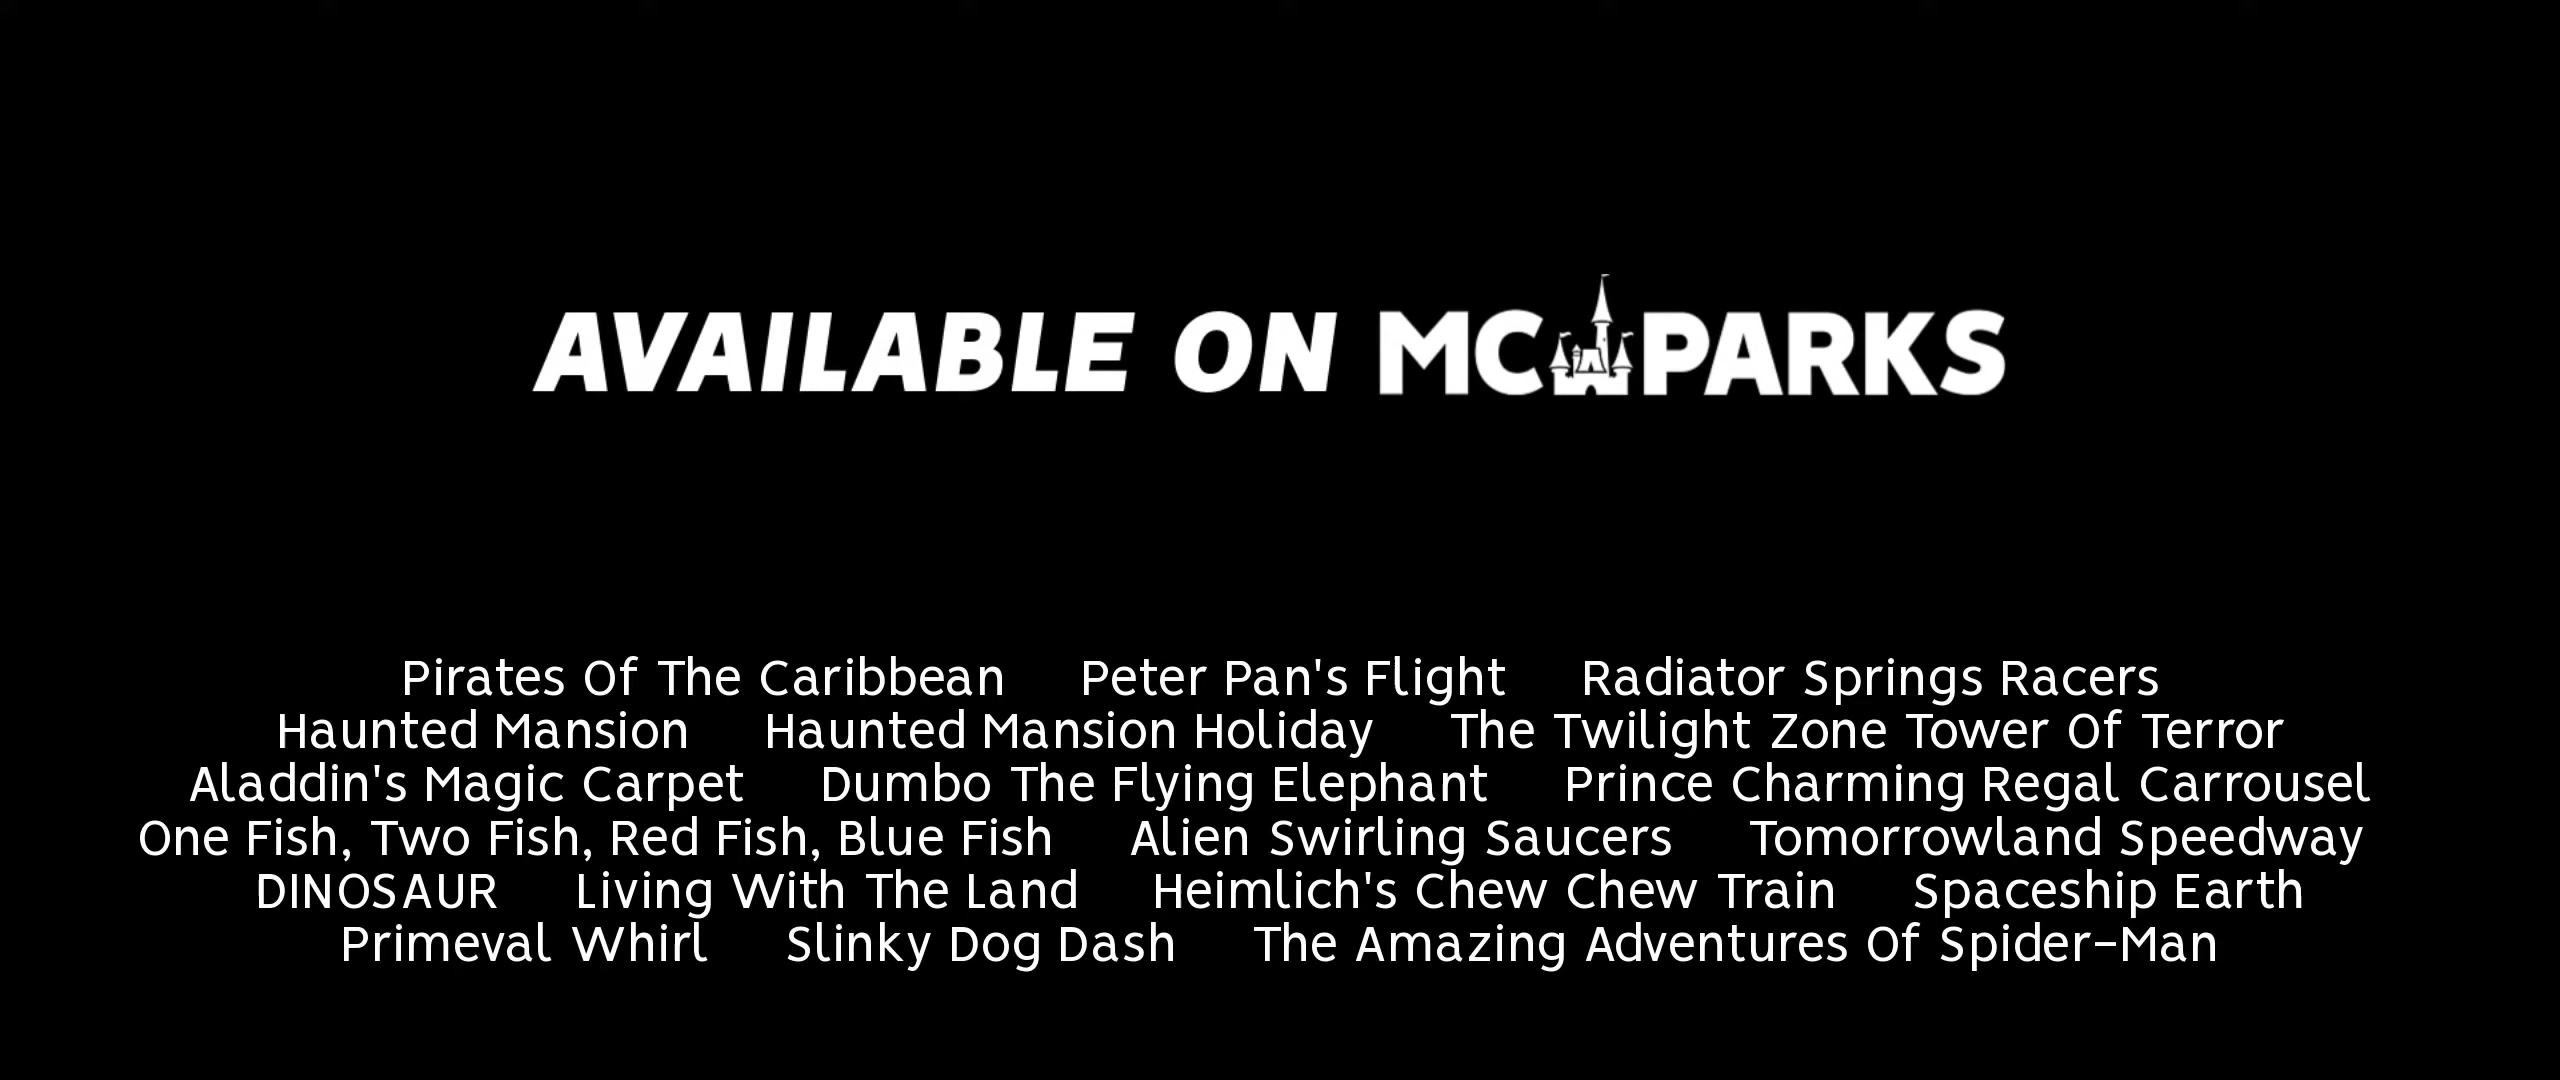 AVAILABLE ON MCPARKS
Pirates Of The Caribbean Peter Pan's Flight Radiator Springs Racers
Haunted Mansion Haunted Mansion Holiday The Twilight Zone Tower Of Terror
Aladdin's Magic Carpet Dumbo The Flying Elephant Prince Charming Regal Carrousel
One Fish, Two Fish, Red Fish, Blue Fish Alien Swirling Saucers Tomorrowland Speedway
DINOSAUR Living With The Land Heimlich's Chew Chew Train Spaceship Earth
Primeval Whirl Slinky Dog Dash The Amazing Adventures Of Spider-Man